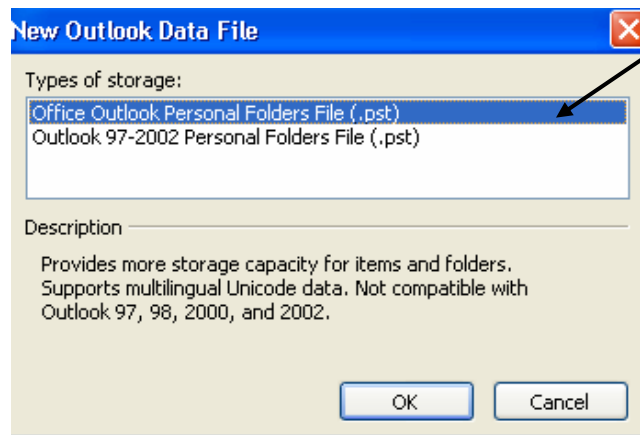 New Outlook Data File
Types of storage:
Office Outlook Personal Folders File (.pst)
Outlook 97-2002 Personal Folders File (.pst)
Description
Provides more storage capacity for items and folders.
Supports multilingual Unicode data. Not compatible with
Outlook 97, 98, 2000, and 2002.
OK Cancel